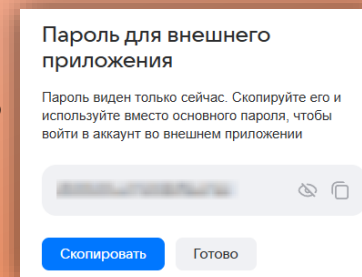 Пароль для внешнего
приложения
Пароль виден только сейчас. Скопируйте его и
используйте вместо основного пароля, чтобы
войти в аккаунт во внешнем приложении
Скопировать Готово